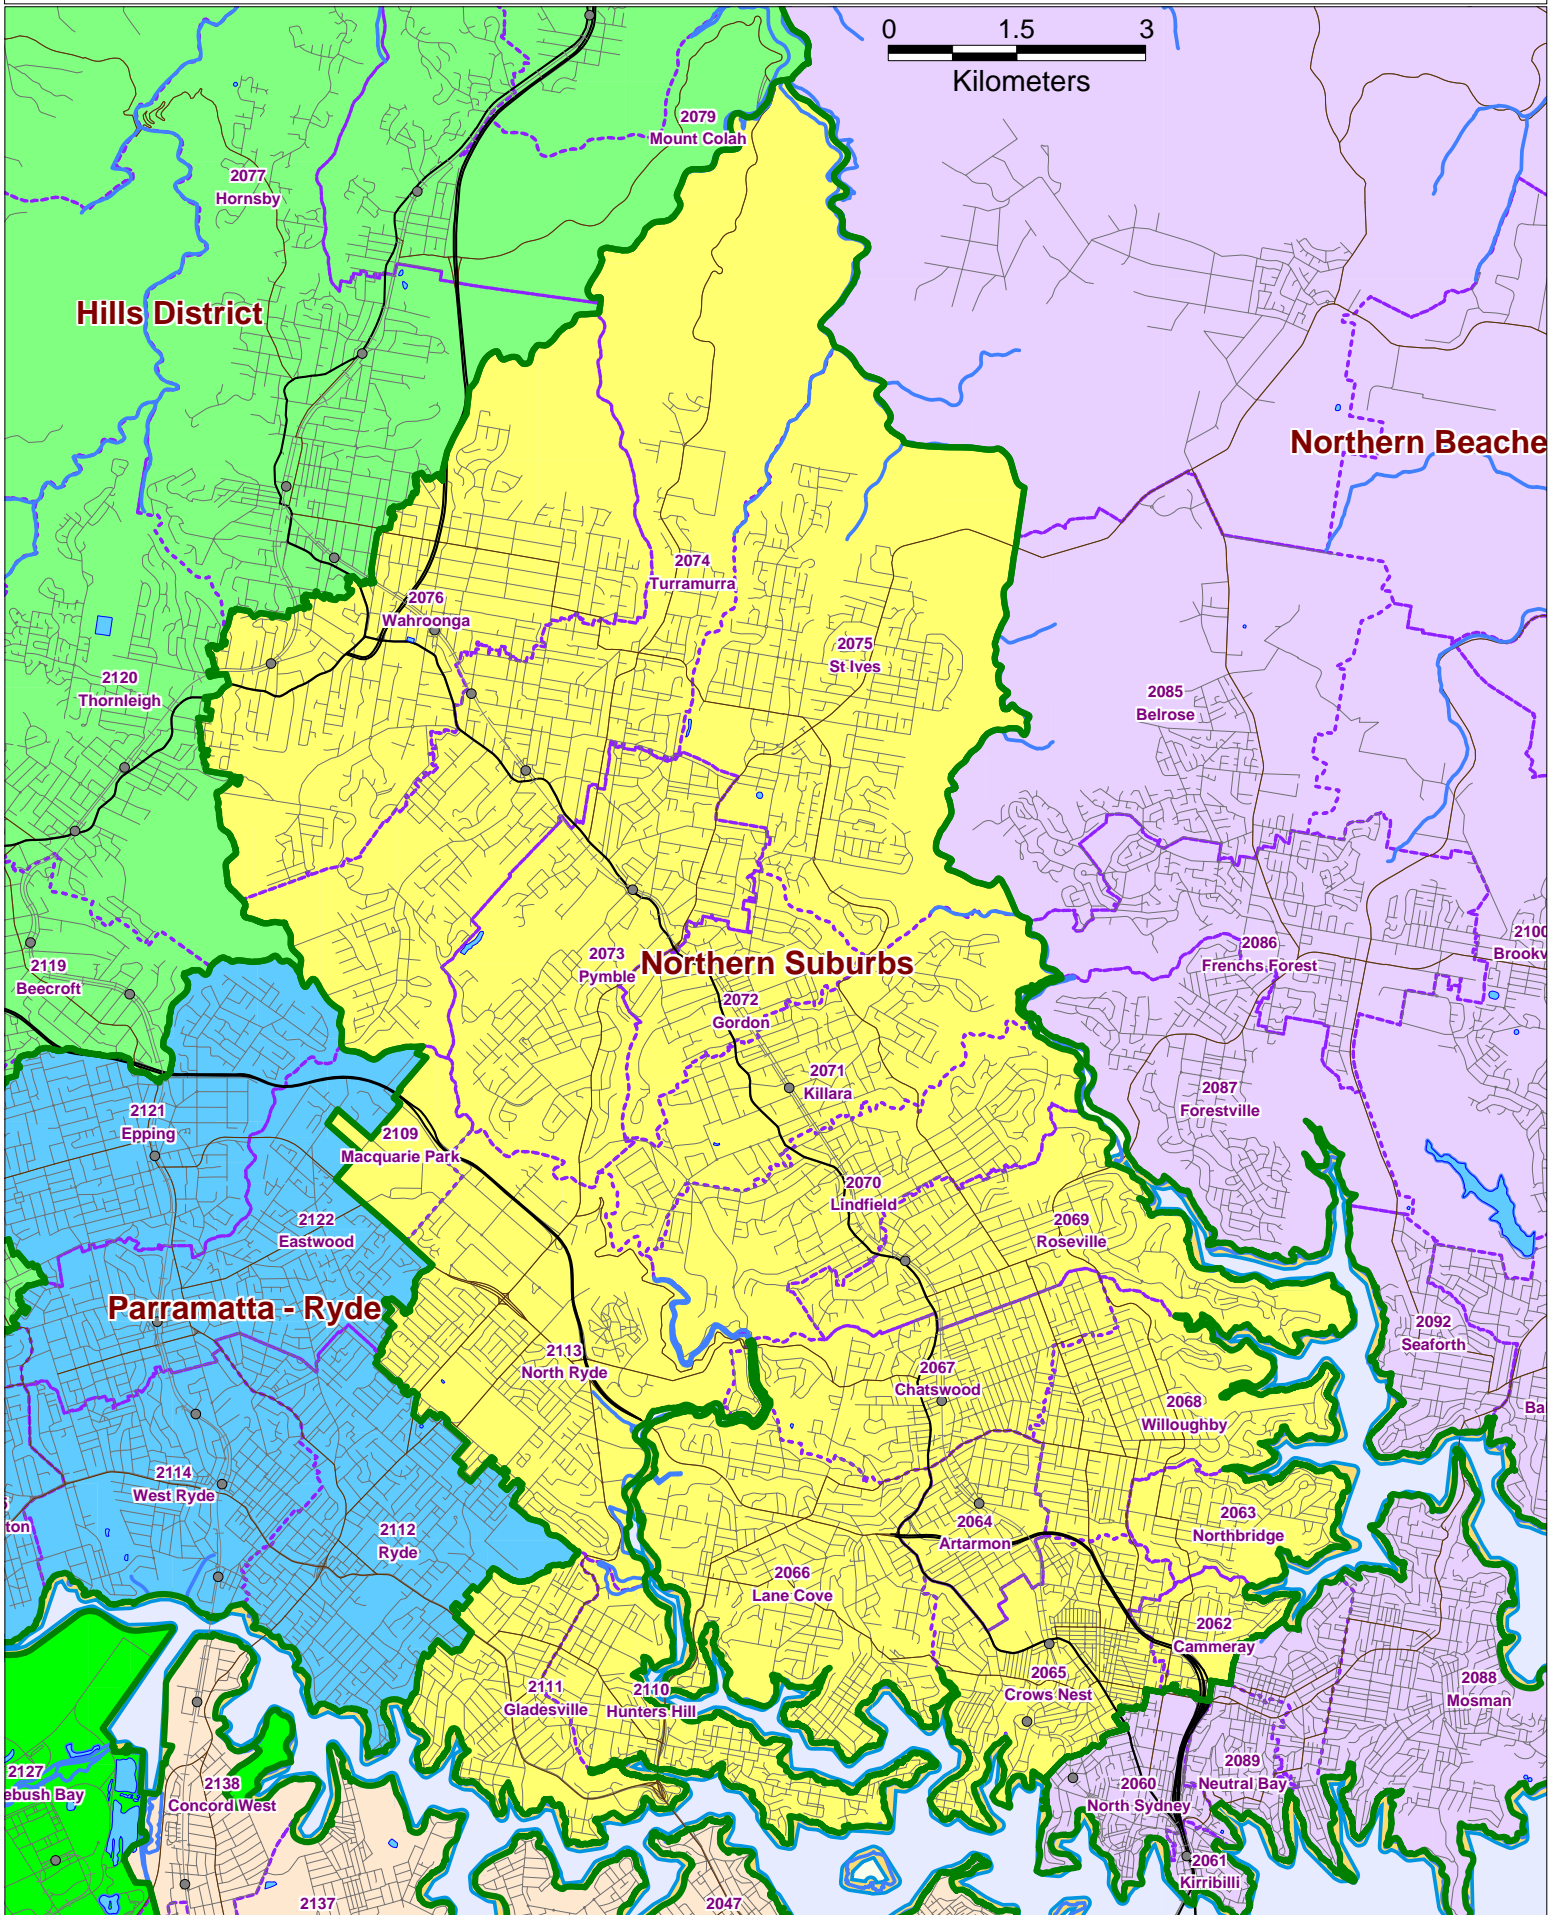 0 1.5 3
Kilometers
2079
Mount Colah
2077
Hornsby
Hills District
Northern Beache
2074
Turramurra
2076
Wahroonga
2075
St Ives
2120
Thornleigh
2085
Belrose
2119
Beecroft
2073
Pymble
Northern Suburbs
2086
Frenchs Forest
2100
Brookv
2072
Gordon
2071
Killara
2087
Forestville
2121
Epping
2109
Macquarie Park
2122
Eastwood
2070
Lindfield
2069
Roseville
Parramatta - Ryde
2113
North Ryde
2067
Chatswood
2092
Seaforth
2068
Willoughby
Ba
2114
West Ryde
5
ton
2112
Ryde
2064
Artarmon
2063
Northbridge
2066
Lane Cove
2062
Cammeray
2065
Crows Nest
2111
Gladesville
2110
Hunters Hill
2088
Mosman
2127
ebush Bay
2138
Concord West
2060
North Sydney
2089
Neutral Bay
2061
Kirribilli
2137
2047